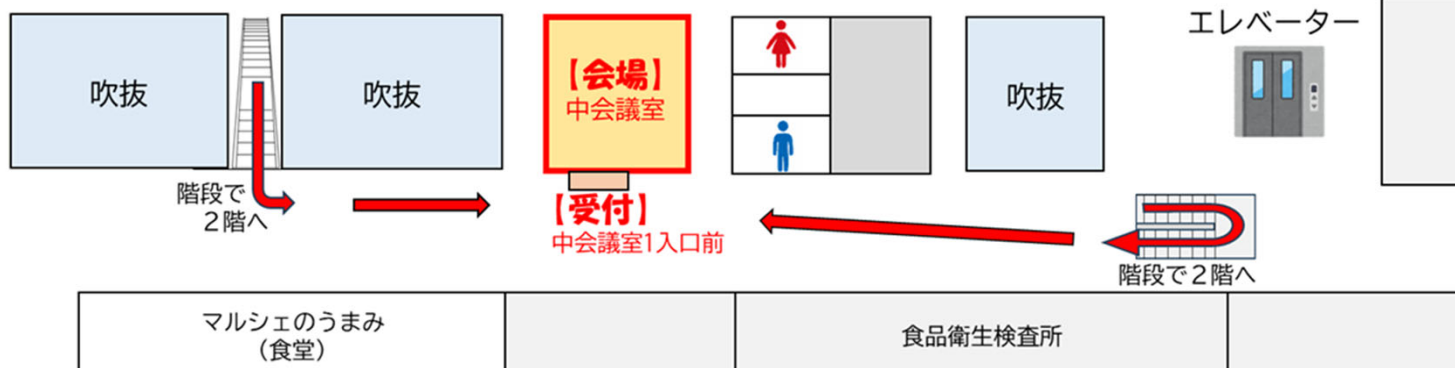 エレベーター
吹抜
吹抜
【会場】
中会議室
吹抜
階段で
２階へ
【受付】
中会議室1入口前
階段で２階へ
マルシェのうまみ
（食堂）
食品衛生検査所